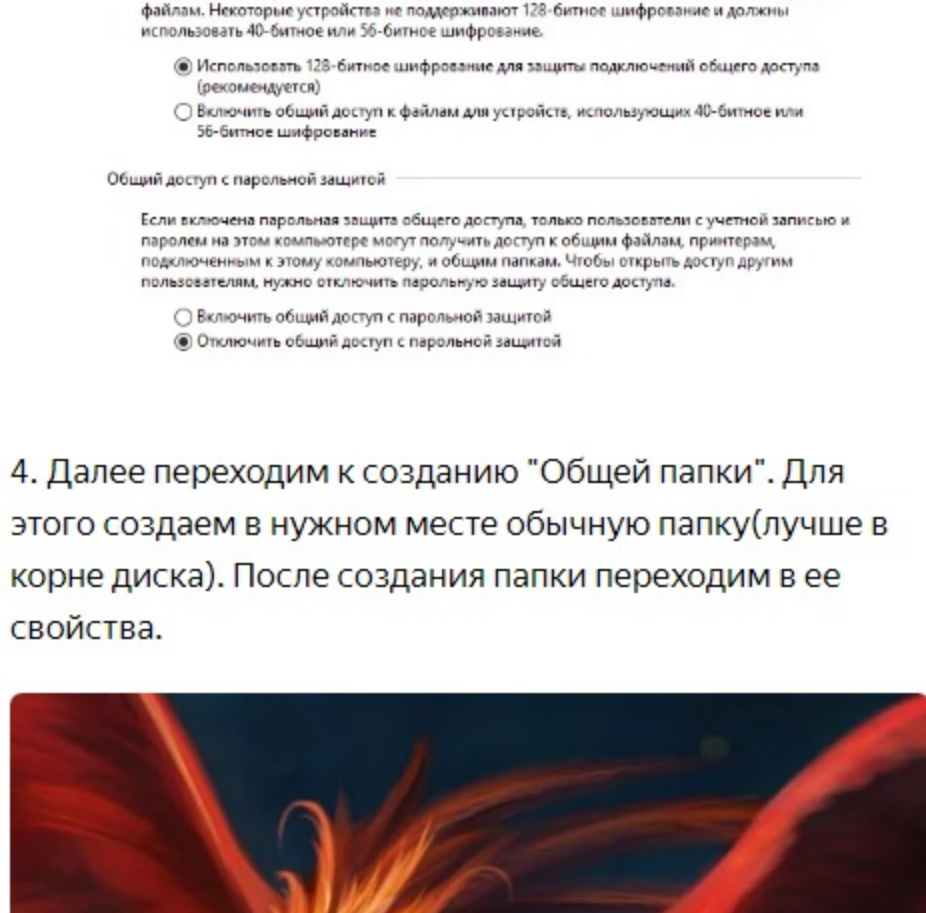 файлам. Некоторые устройства не поддерживают 128-битное шифрование и должны
использовать 40-битное или 56-битное шифрование.
Использовать 128-битное шифрование для защиты подключений общего доступа
(рекомендуется)
Включить общий доступ к файлам для устройств, использующих 40-битное или
56-битное шифрование
Общий доступ с парольной защитой
Если включена парольная защита общего доступа, только пользователи с учетной записью и
паролем на этом компьютере могут получить доступ к общим файлам, принтерам,
подключенным к этому компьютеру, и общим папкам. Чтобы открыть доступ другим
пользователям, нужно отключить парольную защиту общего доступа.
Включить общий доступ с парольной защитой
Отключить общий доступ с парольной защитой
4. Далее переходим к созданию "Общей папки". Для
этого создаем в нужном месте обычную папку(лучше в
корне диска). После создания папки переходим в ее
свойства.